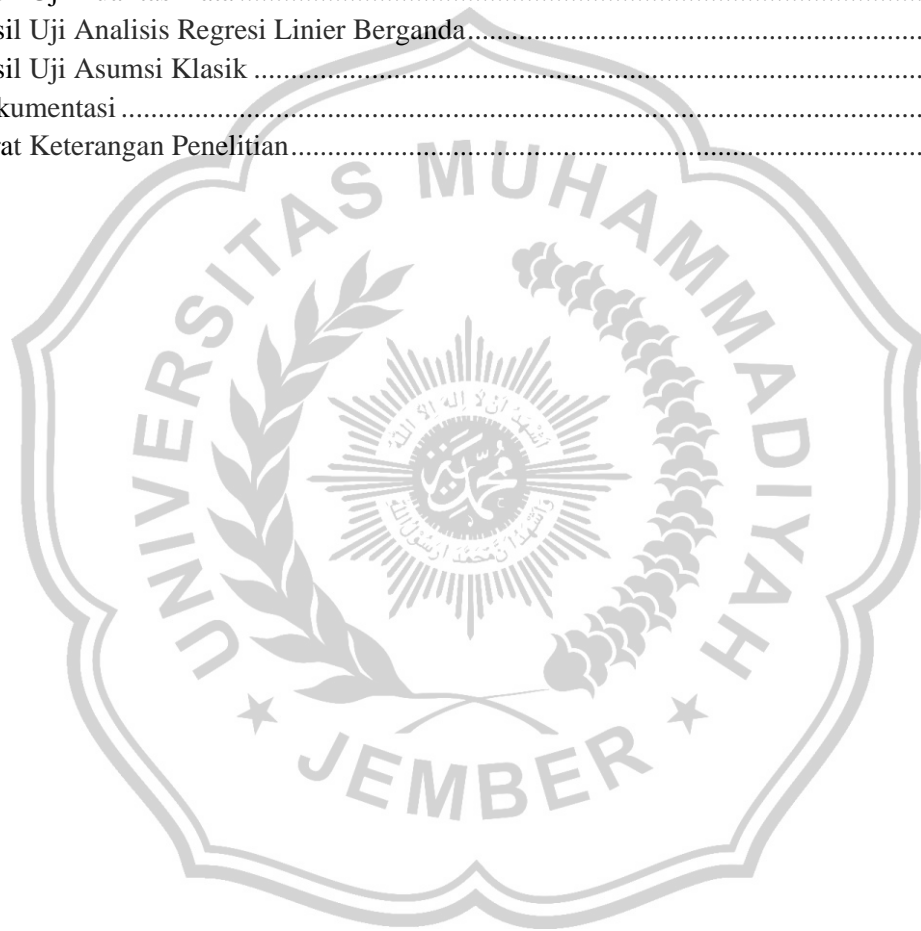 sil Uji Analisis Regresi Linier Berganda
sil Uji Asumsi Klasik
kumentasi
at Keterangan Penelitian
UNIVERSITAS MUHAMMADIYAH
JEMBER